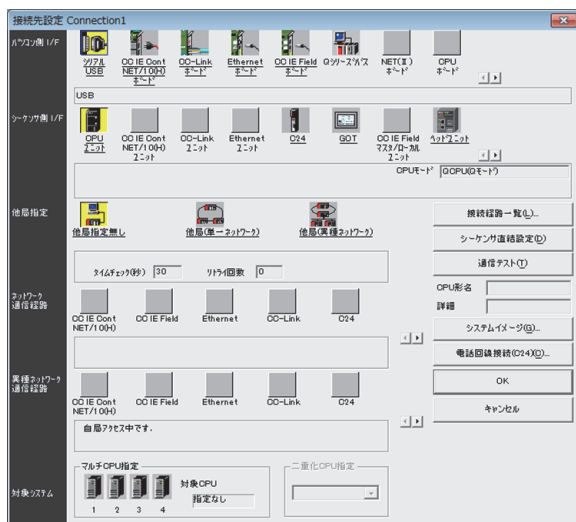 接続先設定 Connection1
パソコン側 I/F
シリアル USB
CC IE Cont NET/10(H) ボード
CC-Link ボード
Ethernet ボード
CC IE Field ボード
Qシリーズバス
NET(Ⅱ) ボード
CPU ボード
USB
シーケンサ側 I/F
CPU ユニット
CC IE Cont NET/10(H) ユニット
CC-Link ユニット
Ethernet ユニット
C24
GOT
CC IE Field マスタ/ローカル ユニット
ヘッドユニット
CPUモード QCPU(Qモード)
他局指定
他局指定無し
他局(単一ネットワーク)
他局(異種ネットワーク)
タイムチェック(秒) 30 リトライ回数 0
接続経路一覧(L)...
シーケンサ直結設定(D)
通信テスト(T)
CPU形名
詳細
システムイメージ(G)...
電話回線接続(C24)(C)...
OK
キャンセル
ネットワーク 通信経路
CC IE Cont NET/10(H)
CC IE Field
Ethernet
CC-Link
C24
異種ネットワーク 通信経路
CC IE Cont NET/10(H)
CC IE Field
Ethernet
CC-Link
C24
自局アクセス中です.
対象システム
マルチCPU指定
1 2 3 4
対象CPU
指定なし
二重化CPU指定